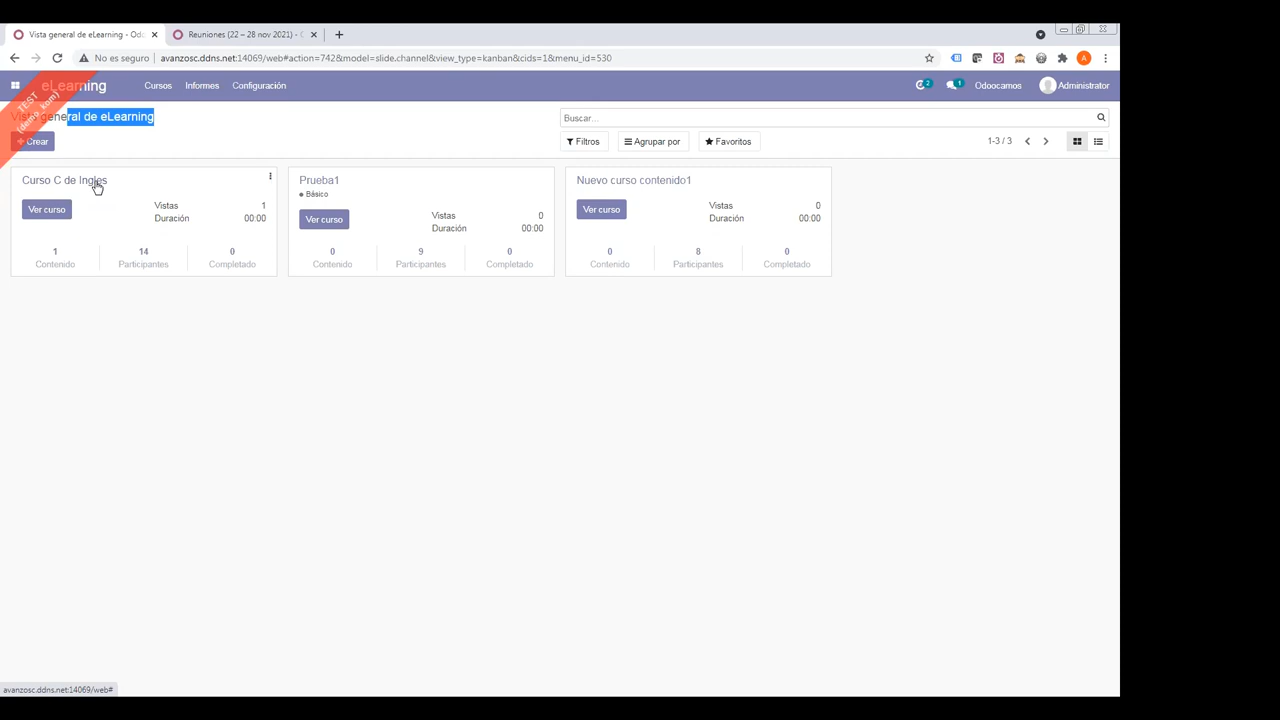 Vista general de eLearning - Odo
Reuniones (22 – 28 nov 2021) -
No es seguro
avanzosc.ddns.net:14069/web#action=742&model=slide.channel&view_type=kanban&cids=1&menu_id=530
A
eLearning
Cursos
Informes
Configuración
2
1
Odoocamos
Administrator
TEST
Vista general de eLearning
Buscar...
Crear
Filtros
Agrupar por
Favoritos
1-3 / 3
Curso C de Ingles
Ver curso
Vistas 1
Duración 00:00
1 14 0
Contenido Participantes Completado
Prueba1
Básico
Ver curso
Vistas 0
Duración 00:00
0 9 0
Contenido Participantes Completado
Nuevo curso contenido1
Ver curso
Vistas 0
Duración 00:00
0 8 0
Contenido Participantes Completado
avanzosc.ddns.net:14069/web#